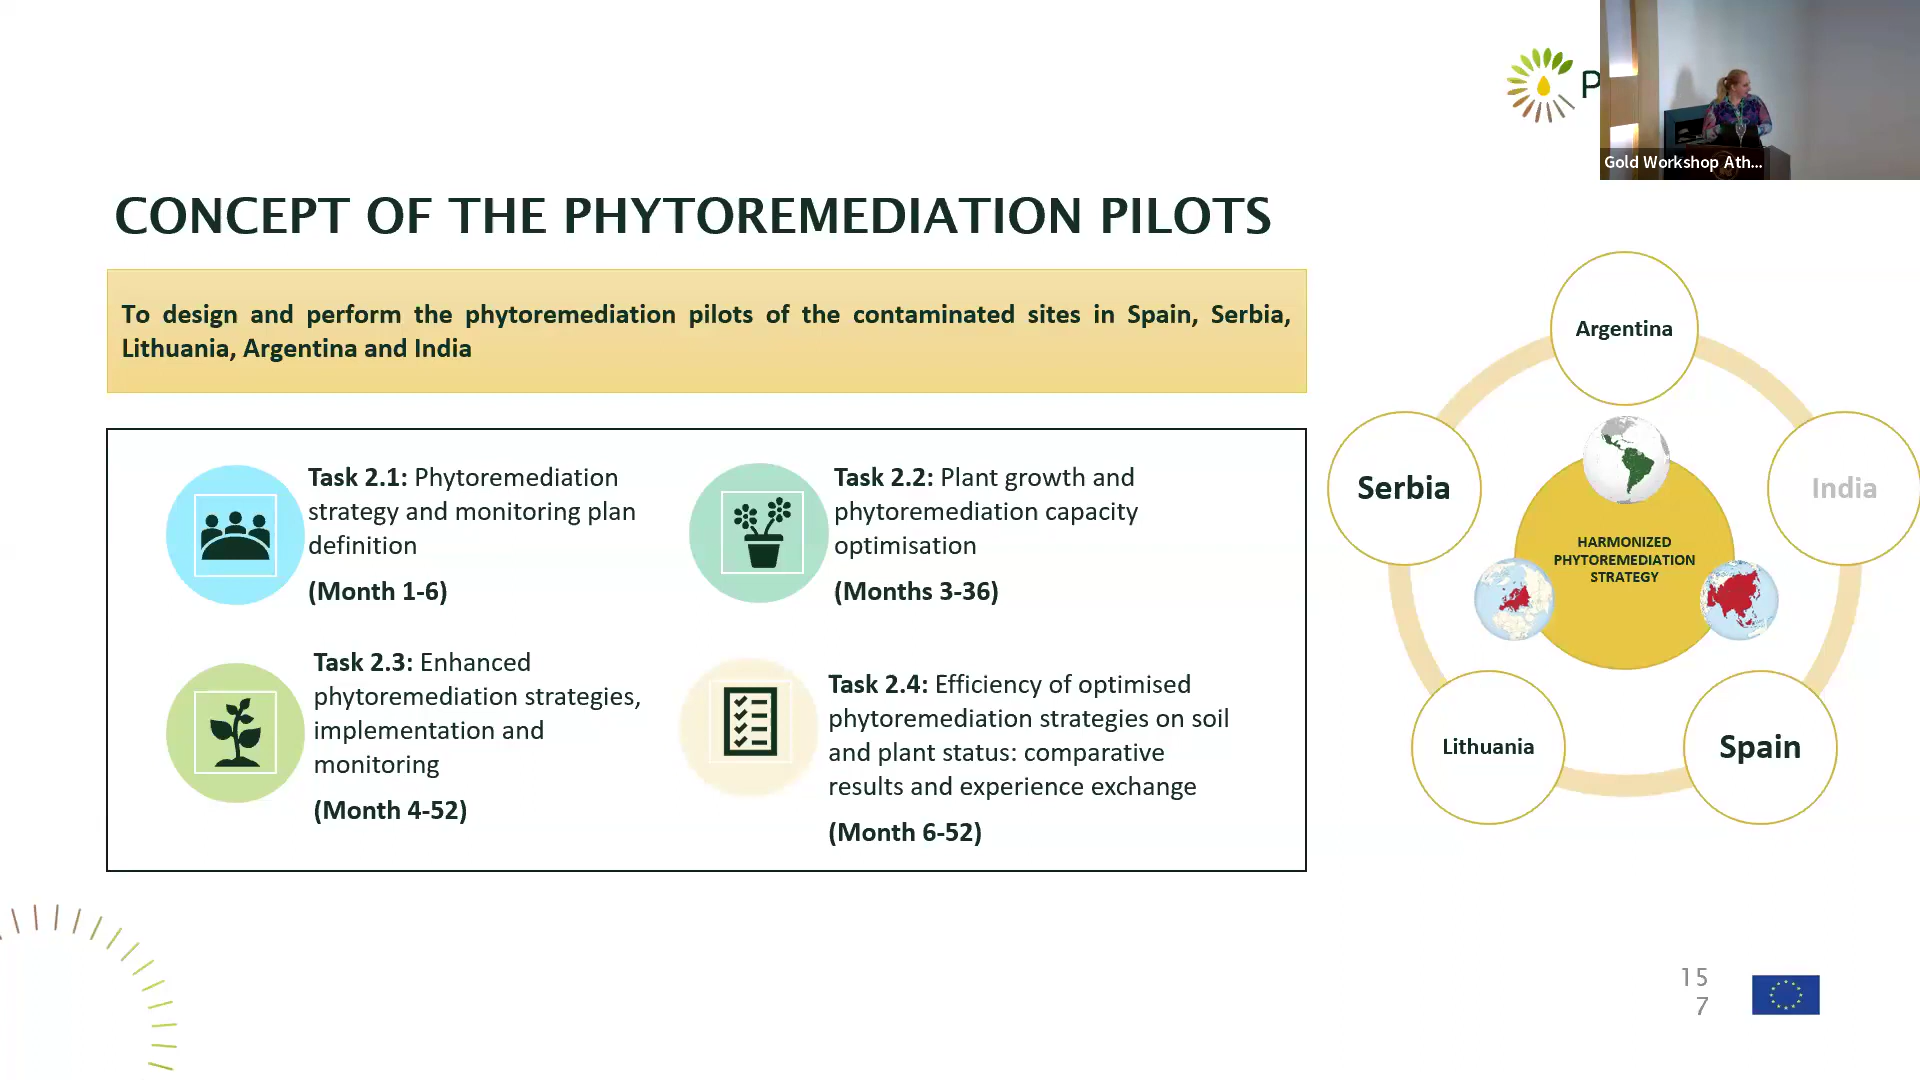 P
Gold Workshop Ath...
CONCEPT OF THE PHYTOREMEDIATION PILOTS
To design and perform the phytoremediation pilots of the contaminated sites in Spain, Serbia,
Lithuania, Argentina and India
Task 2.1: Phytoremediation
strategy and monitoring plan
definition
(Month 1-6)
Task 2.2: Plant growth and
phytoremediation capacity
optimisation
(Months 3-36)
Task 2.3: Enhanced
phytoremediation strategies,
implementation and
monitoring
(Month 4-52)
Task 2.4: Efficiency of optimised
phytoremediation strategies on soil
and plant status: comparative
results and experience exchange
(Month 6-52)
Argentina
Serbia
India
HARMONIZED
PHYTOREMEDIATION
STRATEGY
Lithuania
Spain
15
7